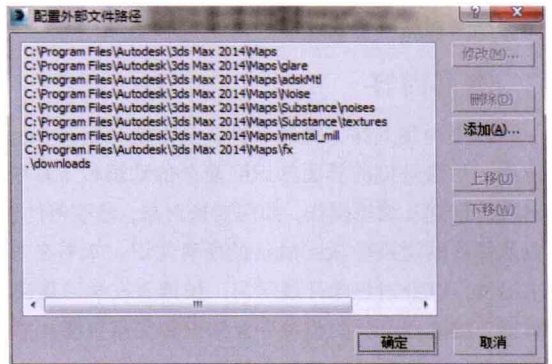 配置外部文件路径
C:\Program Files\Autodesk\3ds Max 2014\Maps
C:\Program Files\Autodesk\3ds Max 2014\Maps\glare
C:\Program Files\Autodesk\3ds Max 2014\Maps\adskMtl
C:\Program Files\Autodesk\3ds Max 2014\Maps\Noise
C:\Program Files\Autodesk\3ds Max 2014\Maps\Substance\noises
C:\Program Files\Autodesk\3ds Max 2014\Maps\Substance\textures
C:\Program Files\Autodesk\3ds Max 2014\Maps\mental_mill
C:\Program Files\Autodesk\3ds Max 2014\Maps\fx
.\downloads
修改(M)...
删除(D)
添加(A)...
上移(U)
下移(W)
确定
取消